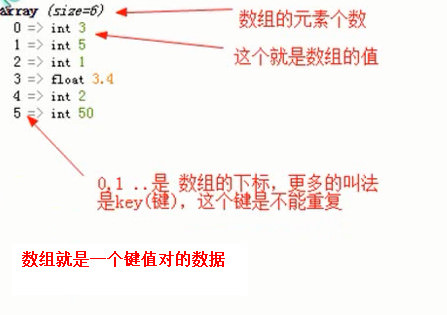 array (size=6)
数组的元素个数
0 => int 3
1 => int 5
这个就是数组的值
2 => int 1
3 => float 3.4
4 => int 2
5 => int 50
0,1 ..是 数组的下标，更多的叫法
是key(键)，这个键是不能重复
数组就是一个键值对的数据